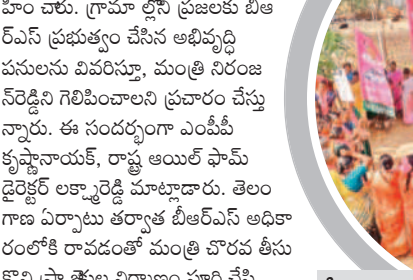 హిం చారు. గ్రామా ల్లోని ప్రజలకు బీఆ
ర్ఎస్ ప్రభుత్వం చేసిన అభివృద్ధి
పనులను వివరిస్తూ, మంత్రి నిరంజ
న్‌రెడ్డిని గెలిపించాలని ప్రచారం చేస్తు
న్నారు. ఈ సందర్భంగా ఎంపీపీ
కృష్ణానాయక్, రాష్ట్ర ఆయిల్ ఫామ్
డైరెక్టర్ లక్ష్మారెడ్డి మాట్లాడారు. తెలం
గాణ ఏర్పాటు తర్వాత బీఆర్ఎస్ అధికా
రంలోకి రావడంతో మంత్రి చొరవ తీసు
కొని నిర్మాణం పూర్తి చేసి